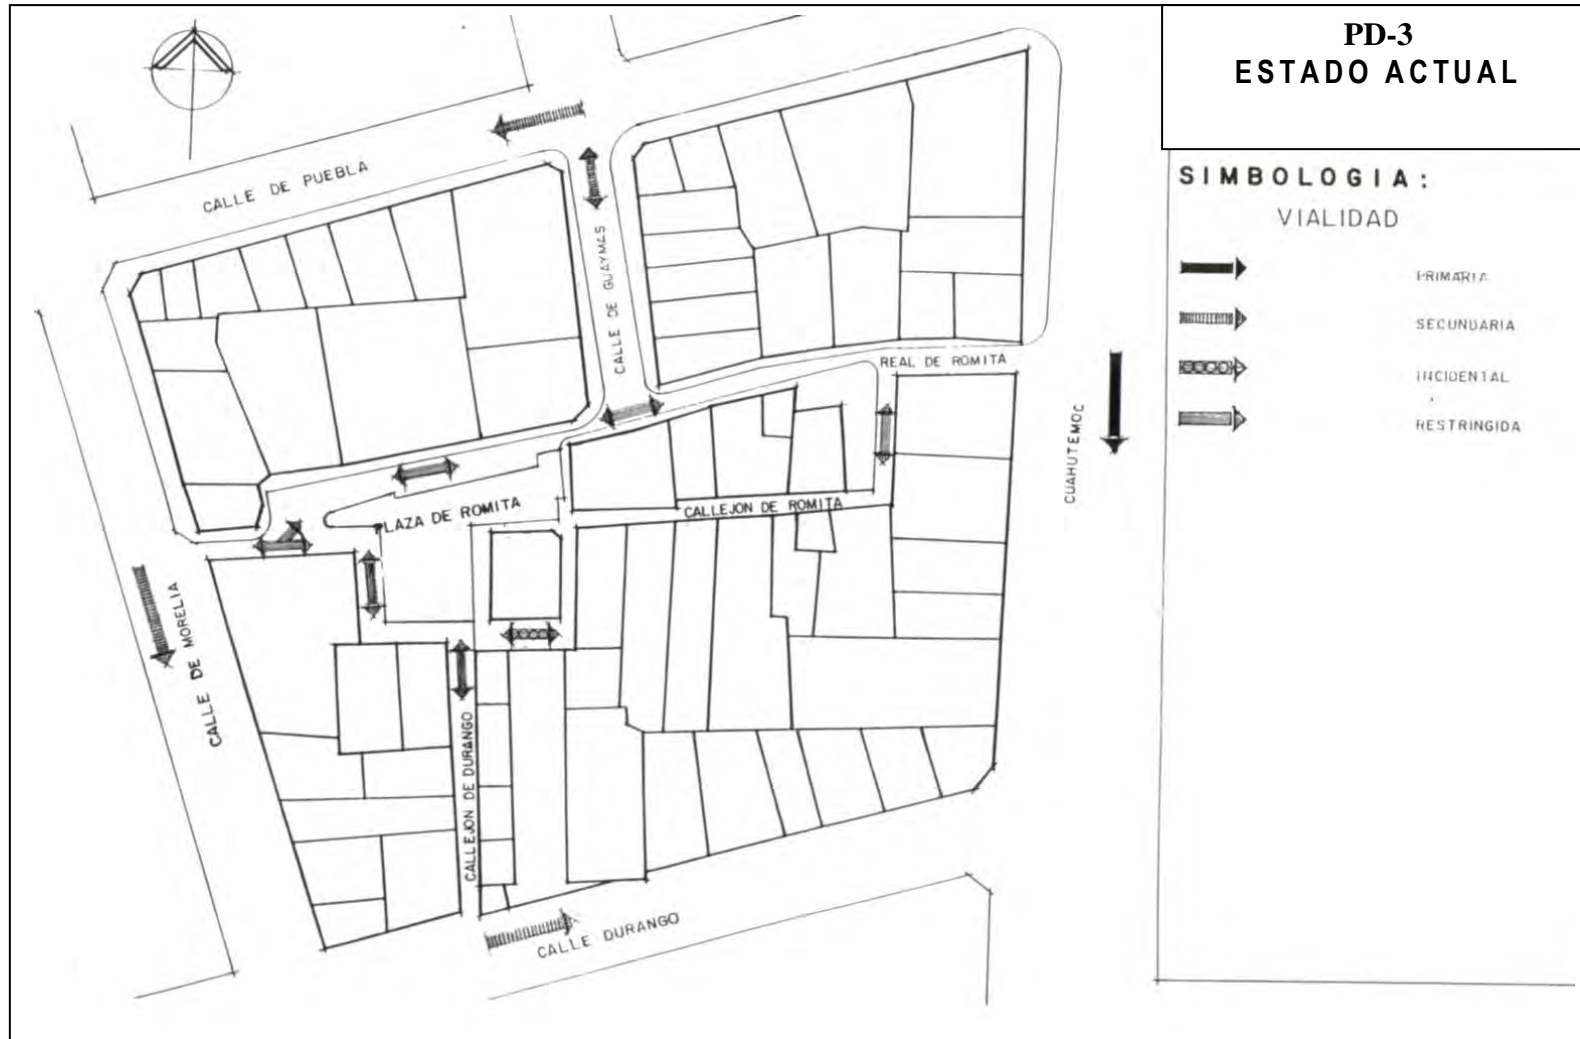 PD-3
ESTADO ACTUAL
SIMBOLOGIA:
VIALIDAD
PRIMARIA
SECUNDARIA
INCIDENTAL
RESTRINGIDA
CALLE DE PUEBLA
CALLE DE GUAYMAS
REAL DE ROMITA
CUAHUTEMOC
PLAZA DE ROMITA
CALLEJON DE ROMITA
CALLE DE MORELIA
CALLEJON DE DURANGO
CALLE DURANGO